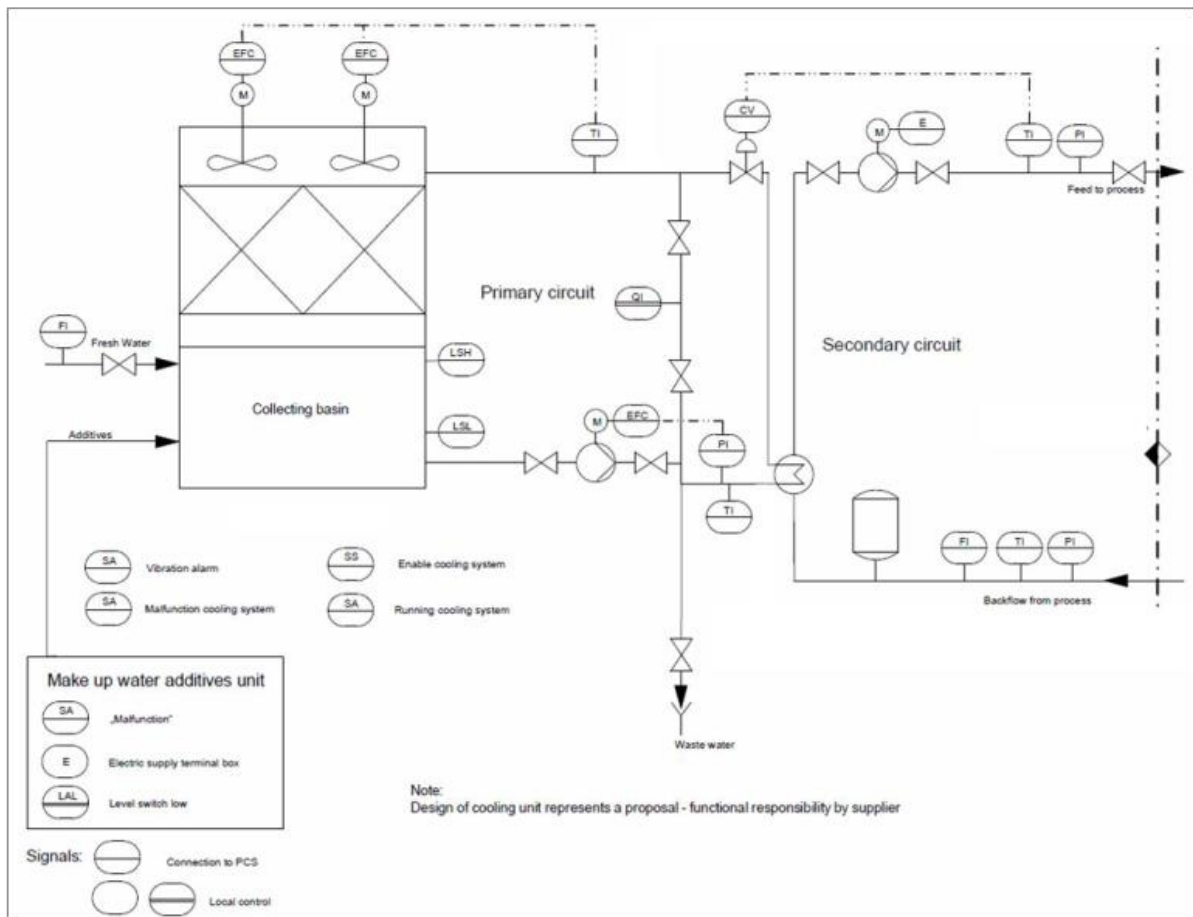 EFC
EFC
M
M
TI
CV
M
E
TI
PI
Feed to process
Primary circuit
QI
Secondary circuit
FI
Fresh Water
LSH
Collecting basin
LSL
Additives
M
EFC
PI
TI
FI
TI
PI
Backflow from process
SA
Vibration alarm
SS
Enable cooling system
SA
Malfunction cooling system
SA
Running cooling system
Make up water additives unit
SA
„Malfunction“
E
Electric supply terminal box
LAL
Level switch low
Waste water
Note:
Design of cooling unit represents a proposal - functional responsibility by supplier
Signals:
Connection to PCS
Local control